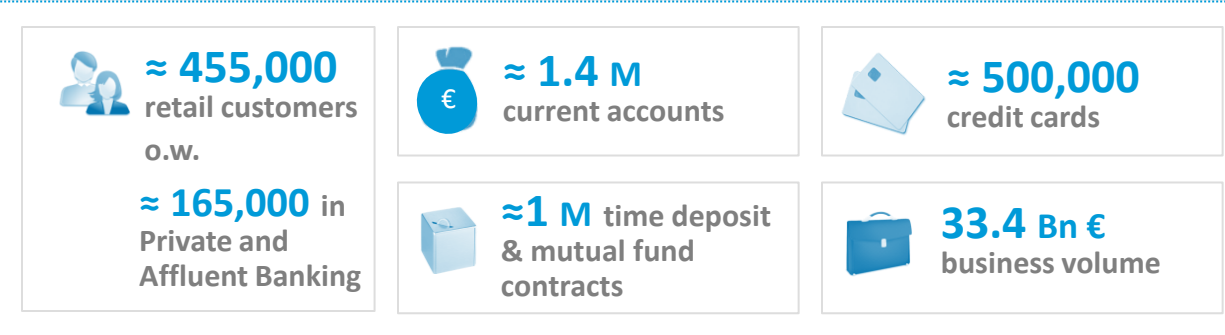 ≈ 455,000
retail customers
o.w.
≈ 165,000 in
Private and
Affluent Banking
€
≈ 1.4 M
current accounts
≈ 500,000
credit cards
≈1 M time deposit
& mutual fund
contracts
33.4 Bn €
business volume